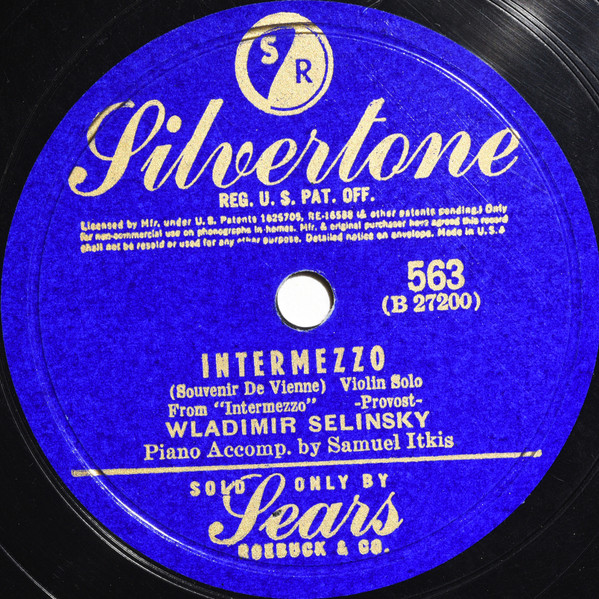 S R
Silvertone
REG. U. S. PAT. OFF.
Licensed by Mfr. under U. S. Patents 1625705, RE-16588 (& other patents pending.) Only
for non-commercial use on phonographs in homes. Mfr. & original purchaser have agreed this record
shall not be resold or used for any other purpose. Detailed notice on envelope. Made in U. S. A
563
(B 27200)
INTERMEZZO
(Souvenir De Vienne) Violin Solo
From "Intermezzo" -Provost-
WLADIMIR SELINSKY
Piano Accomp. by Samuel Itkis
SOLD ONLY BY
Sears
ROEBUCK & CO.